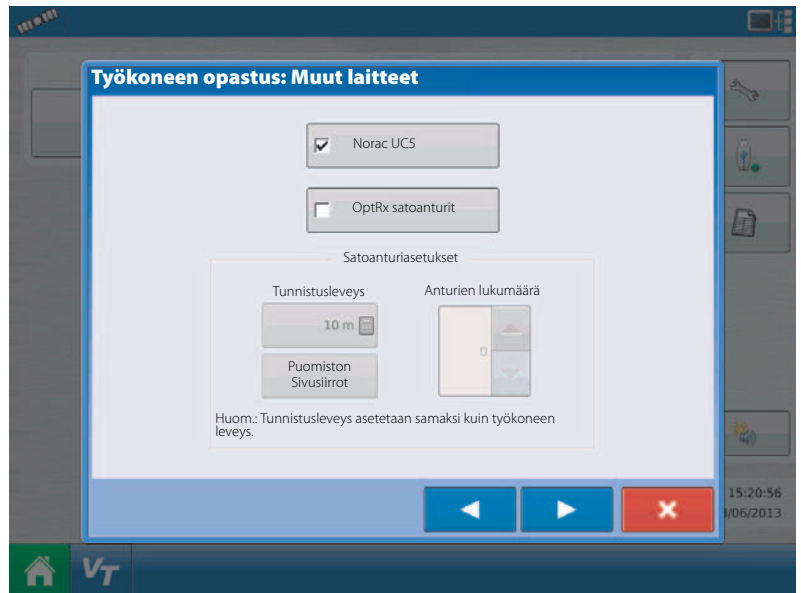 Työkoneen opastus: Muut laitteet
Norac UC5
OptRx satoanturit
Satoanturiasetukset
Tunnistusleveys
Anturien lukumäärä
10 m
0
Puomiston
Sivusiirrot
Huom.: Tunnistusleveys asetetaan samaksi kuin työkoneen
leveys.
15:20:56
/06/2013
VT